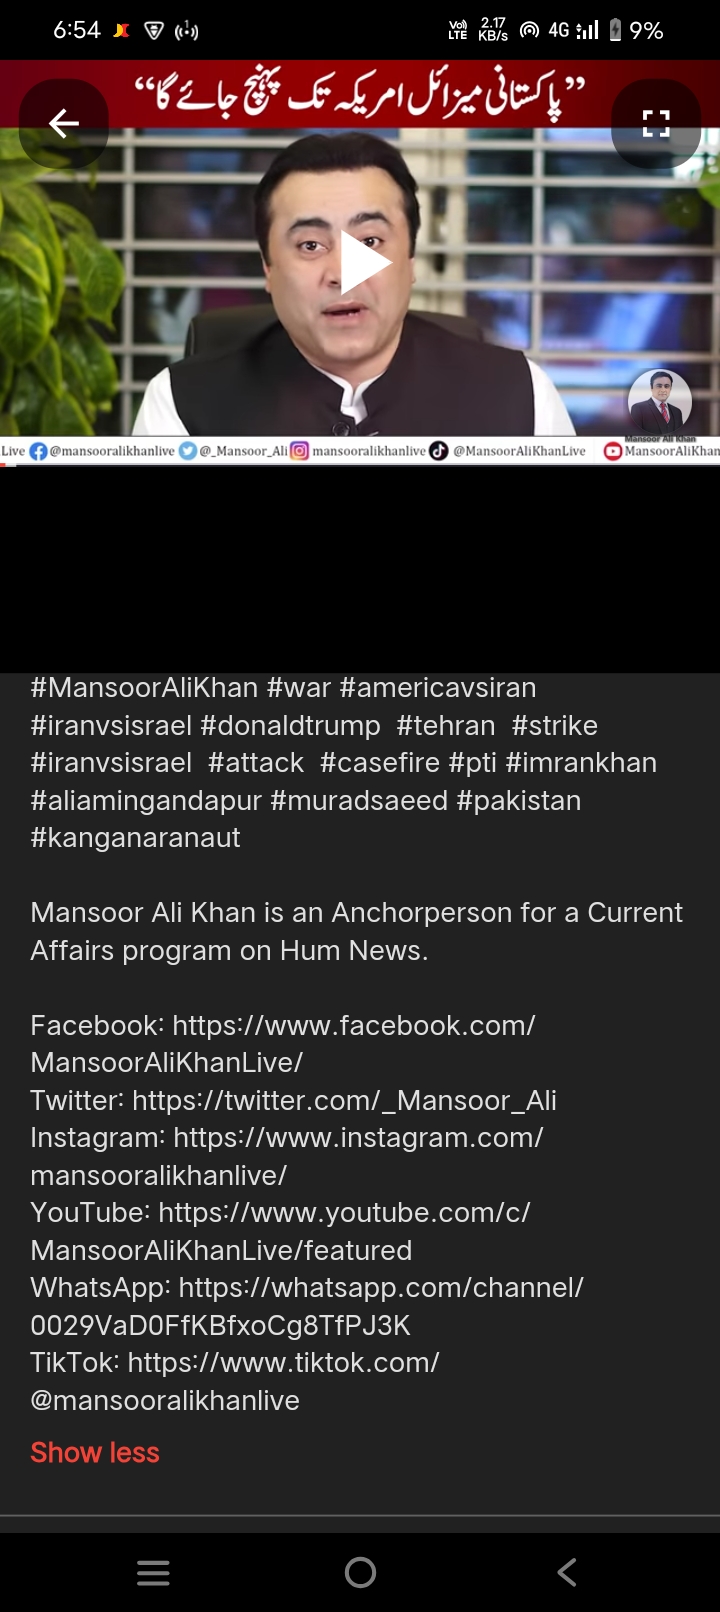 6:54
Vo) LTE
2.17 KB/s
4G
9%
”پاکستانی میزائل امریکہ تک پہنچ جائے گا“
Mansoor Ali Khan
Live @mansooralikhanlive @_Mansoor_Ali mansooralikhanlive @MansoorAliKhanLive MansoorAliKhan
#MansoorAliKhan #war #americavsiran
#iranvsisrael #donaldtrump #tehran #strike
#iranvsisrael #attack #casefire #pti #imrankhan
#aliamingandapur #muradsaeed #pakistan
#kanganaranaut
Mansoor Ali Khan is an Anchorperson for a Current
Affairs program on Hum News.
Facebook: https://www.facebook.com/
MansoorAliKhanLive/
Twitter: https://twitter.com/_Mansoor_Ali
Instagram: https://www.instagram.com/
mansooralikhanlive/
YouTube: https://www.youtube.com/c/
MansoorAliKhanLive/featured
WhatsApp: https://whatsapp.com/channel/
0029VaD0FfKBfxoCg8TfPJ3K
TikTok: https://www.tiktok.com/
@mansooralikhanlive
Show less